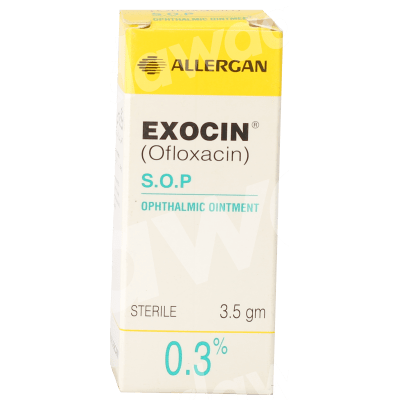 ALLERGAN
EXOCIN®
(Ofloxacin)
S.O.P
OPHTHALMIC OINTMENT
STERILE 3.5 gm
0.3%